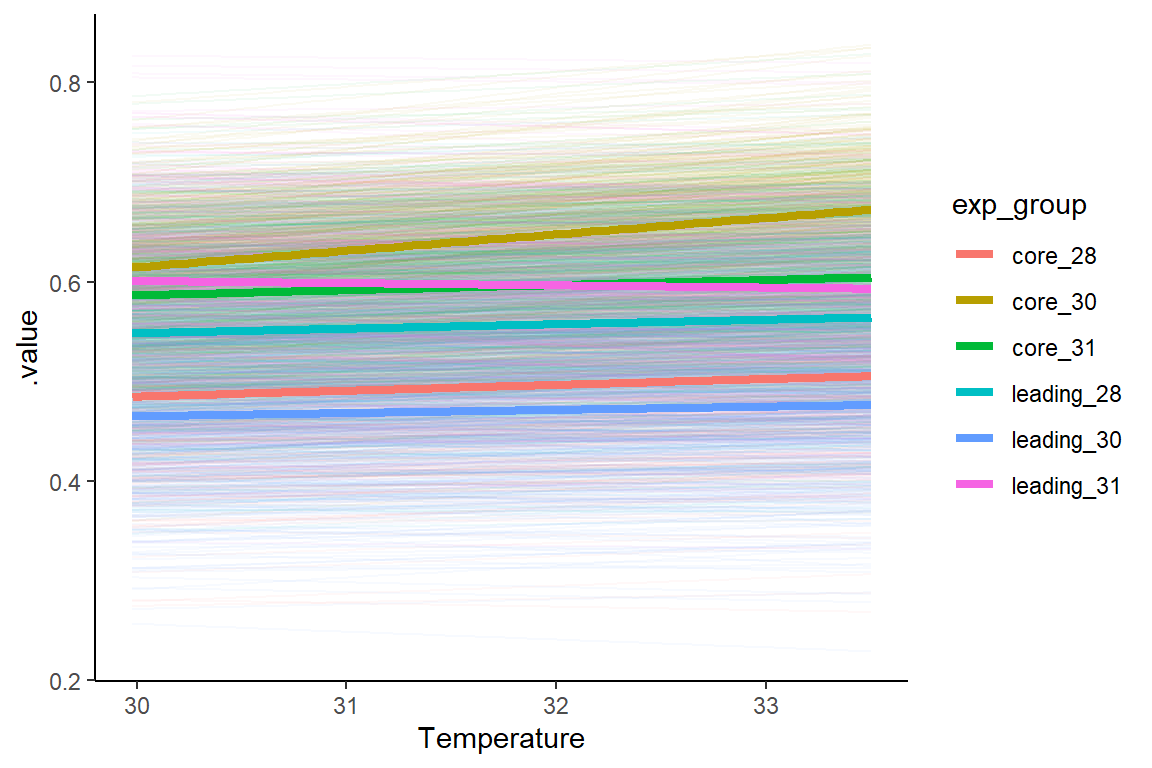 0.8
0.6
0.4
0.2
.value
30
31
32
33
Temperature
exp_group
core_28
core_30
core_31
leading_28
leading_30
leading_31